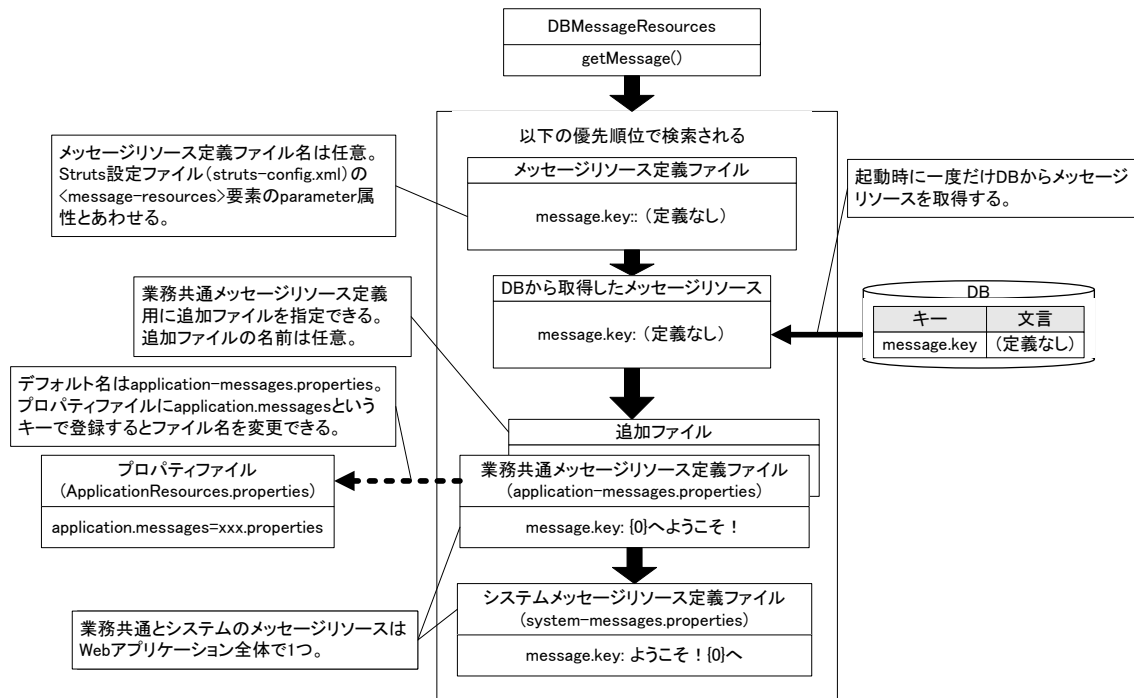 DBMessageResources
getMessage()
以下の優先順位で検索される
メッセージリソース定義ファイル名は任意。
Struts設定ファイル（struts-config.xml）の
<message-resources>要素のparameter属
性とあわせる。
メッセージリソース定義ファイル
message.key:: （定義なし）
起動時に一度だけDBからメッセージ
リソースを取得する。
DBから取得したメッセージリソース
message.key: （定義なし）
DB
キー 文言
message.key （定義なし）
業務共通メッセージリソース定義
用に追加ファイルを指定できる。
追加ファイルの名前は任意。
デフォルト名はapplication-messages.properties。
プロパティファイルにapplication.messagesという
キーで登録するとファイル名を変更できる。
追加ファイル
業務共通メッセージリソース定義ファイル
（application-messages.properties）
message.key: {0}へようこそ！
プロパティファイル
（ApplicationResources.properties）
application.messages=xxx.properties
システムメッセージリソース定義ファイル
（system-messages.properties）
message.key: ようこそ！{0}へ
業務共通とシステムのメッセージリソースは
Webアプリケーション全体で1つ。